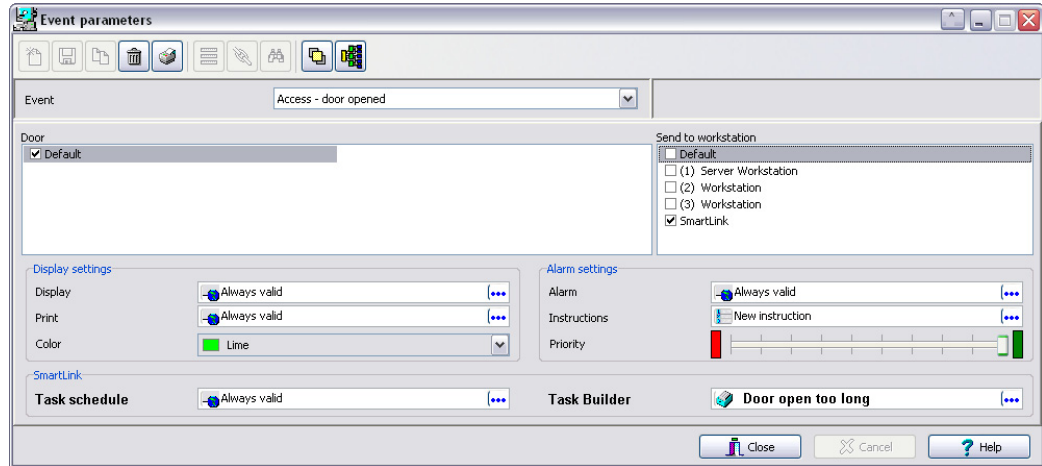 Event parameters
Event Access - door opened
Door Send to workstation
Default Default
(1) Server Workstation
(2) Workstation
(3) Workstation
SmartLink
Display settings Alarm settings
Display Always valid Alarm Always valid
Print Always valid Instructions New instruction
Color Lime Priority
SmartLink
Task schedule Always valid Task Builder Door open too long
Close Cancel Help